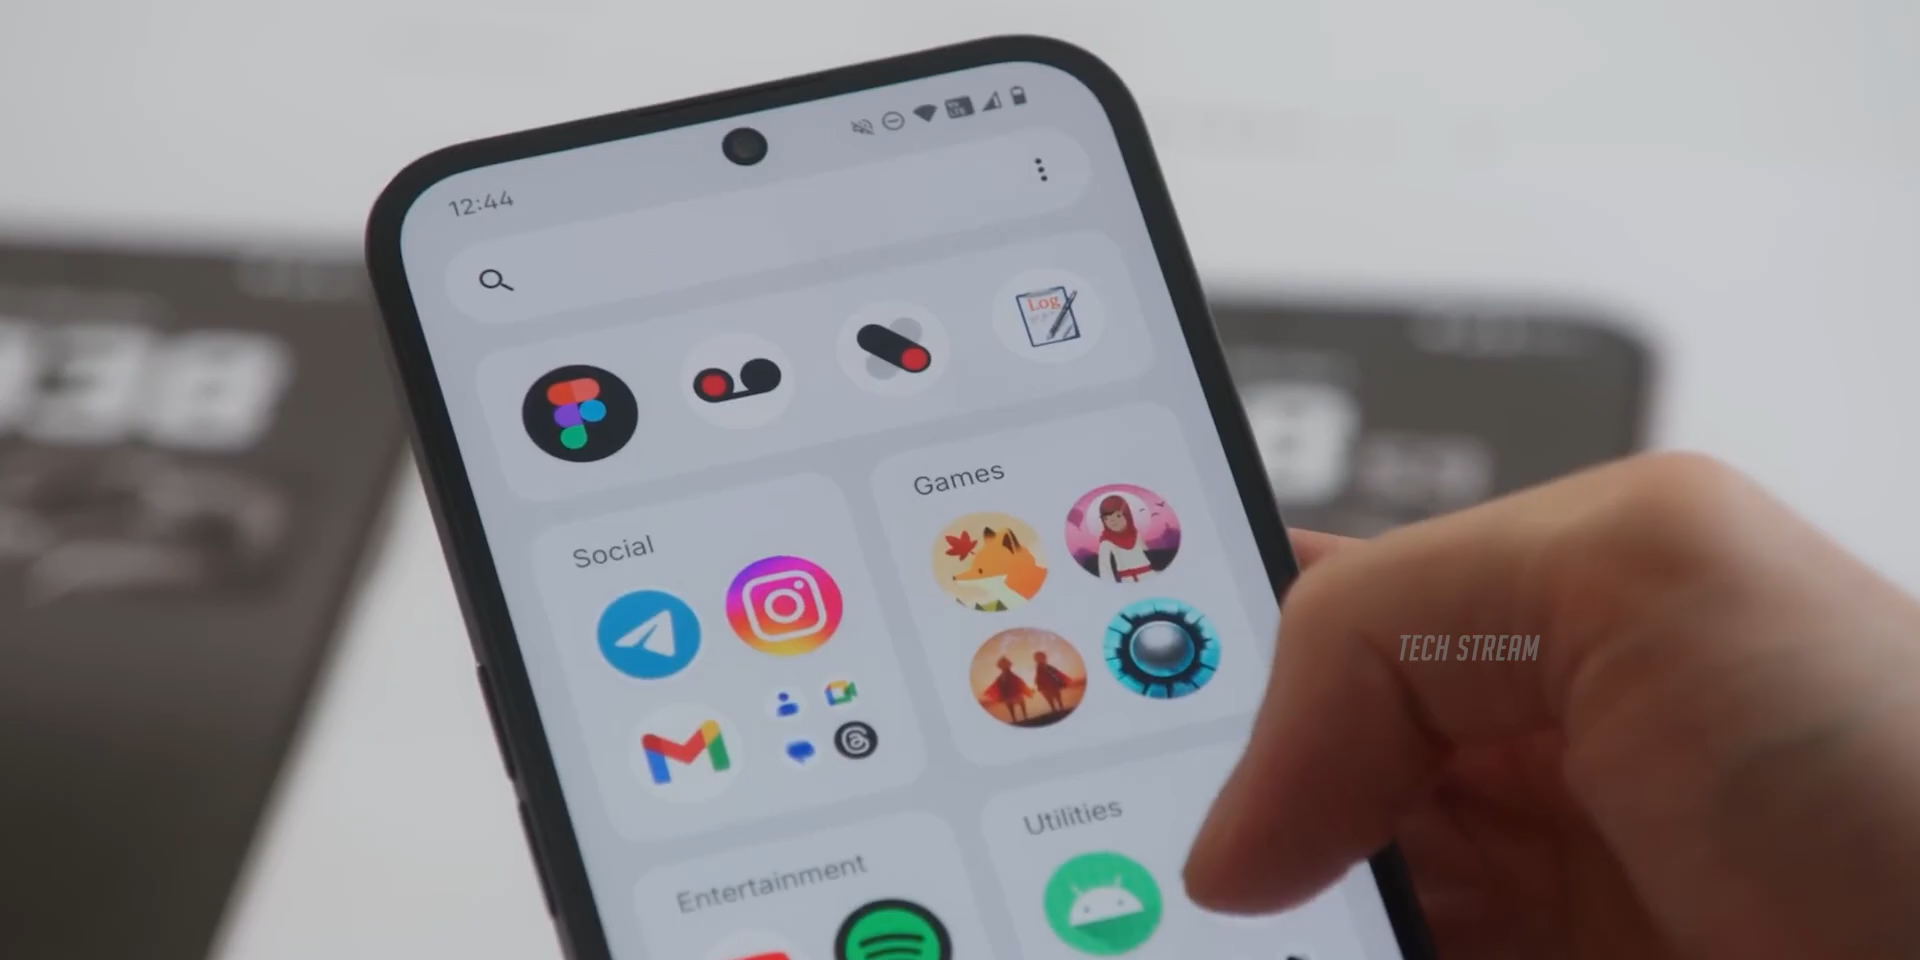 12:44
Log
Games
Social
TECH STREAM
Utilities
Entertainment